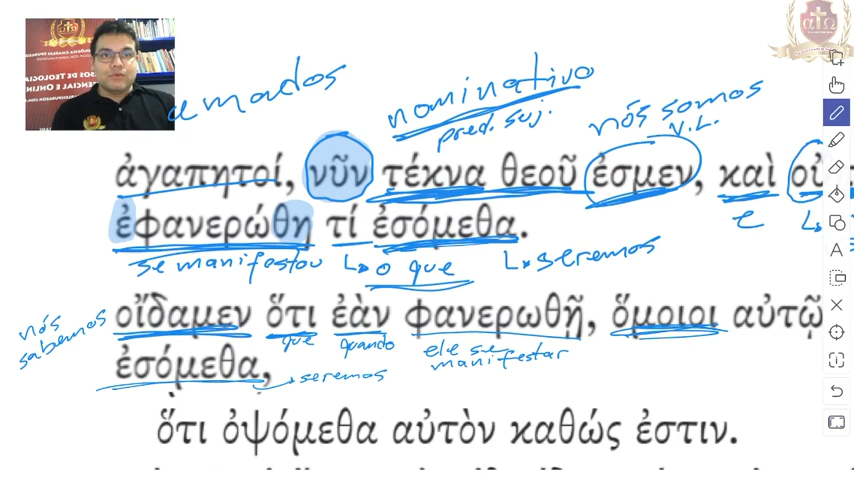 amados
nominativo
pred. suj.
nós somos
V.L.
ἀγαπητοί, νῦν τέκνα θεοῦ ἐσμεν, καὶ οὔ
e
ἐφανερώθη τί ἐσόμεθα.
se manifestou o que seremos
nós sabemos
οἴδαμεν ὅτι ἐὰν φανερωθῇ, ὅμοιοι αὐτῷ
que quando ele se manifestar
ἐσόμεθα,
seremos
ὅτι ὀψόμεθα αὐτὸν καθώς ἐστιν.